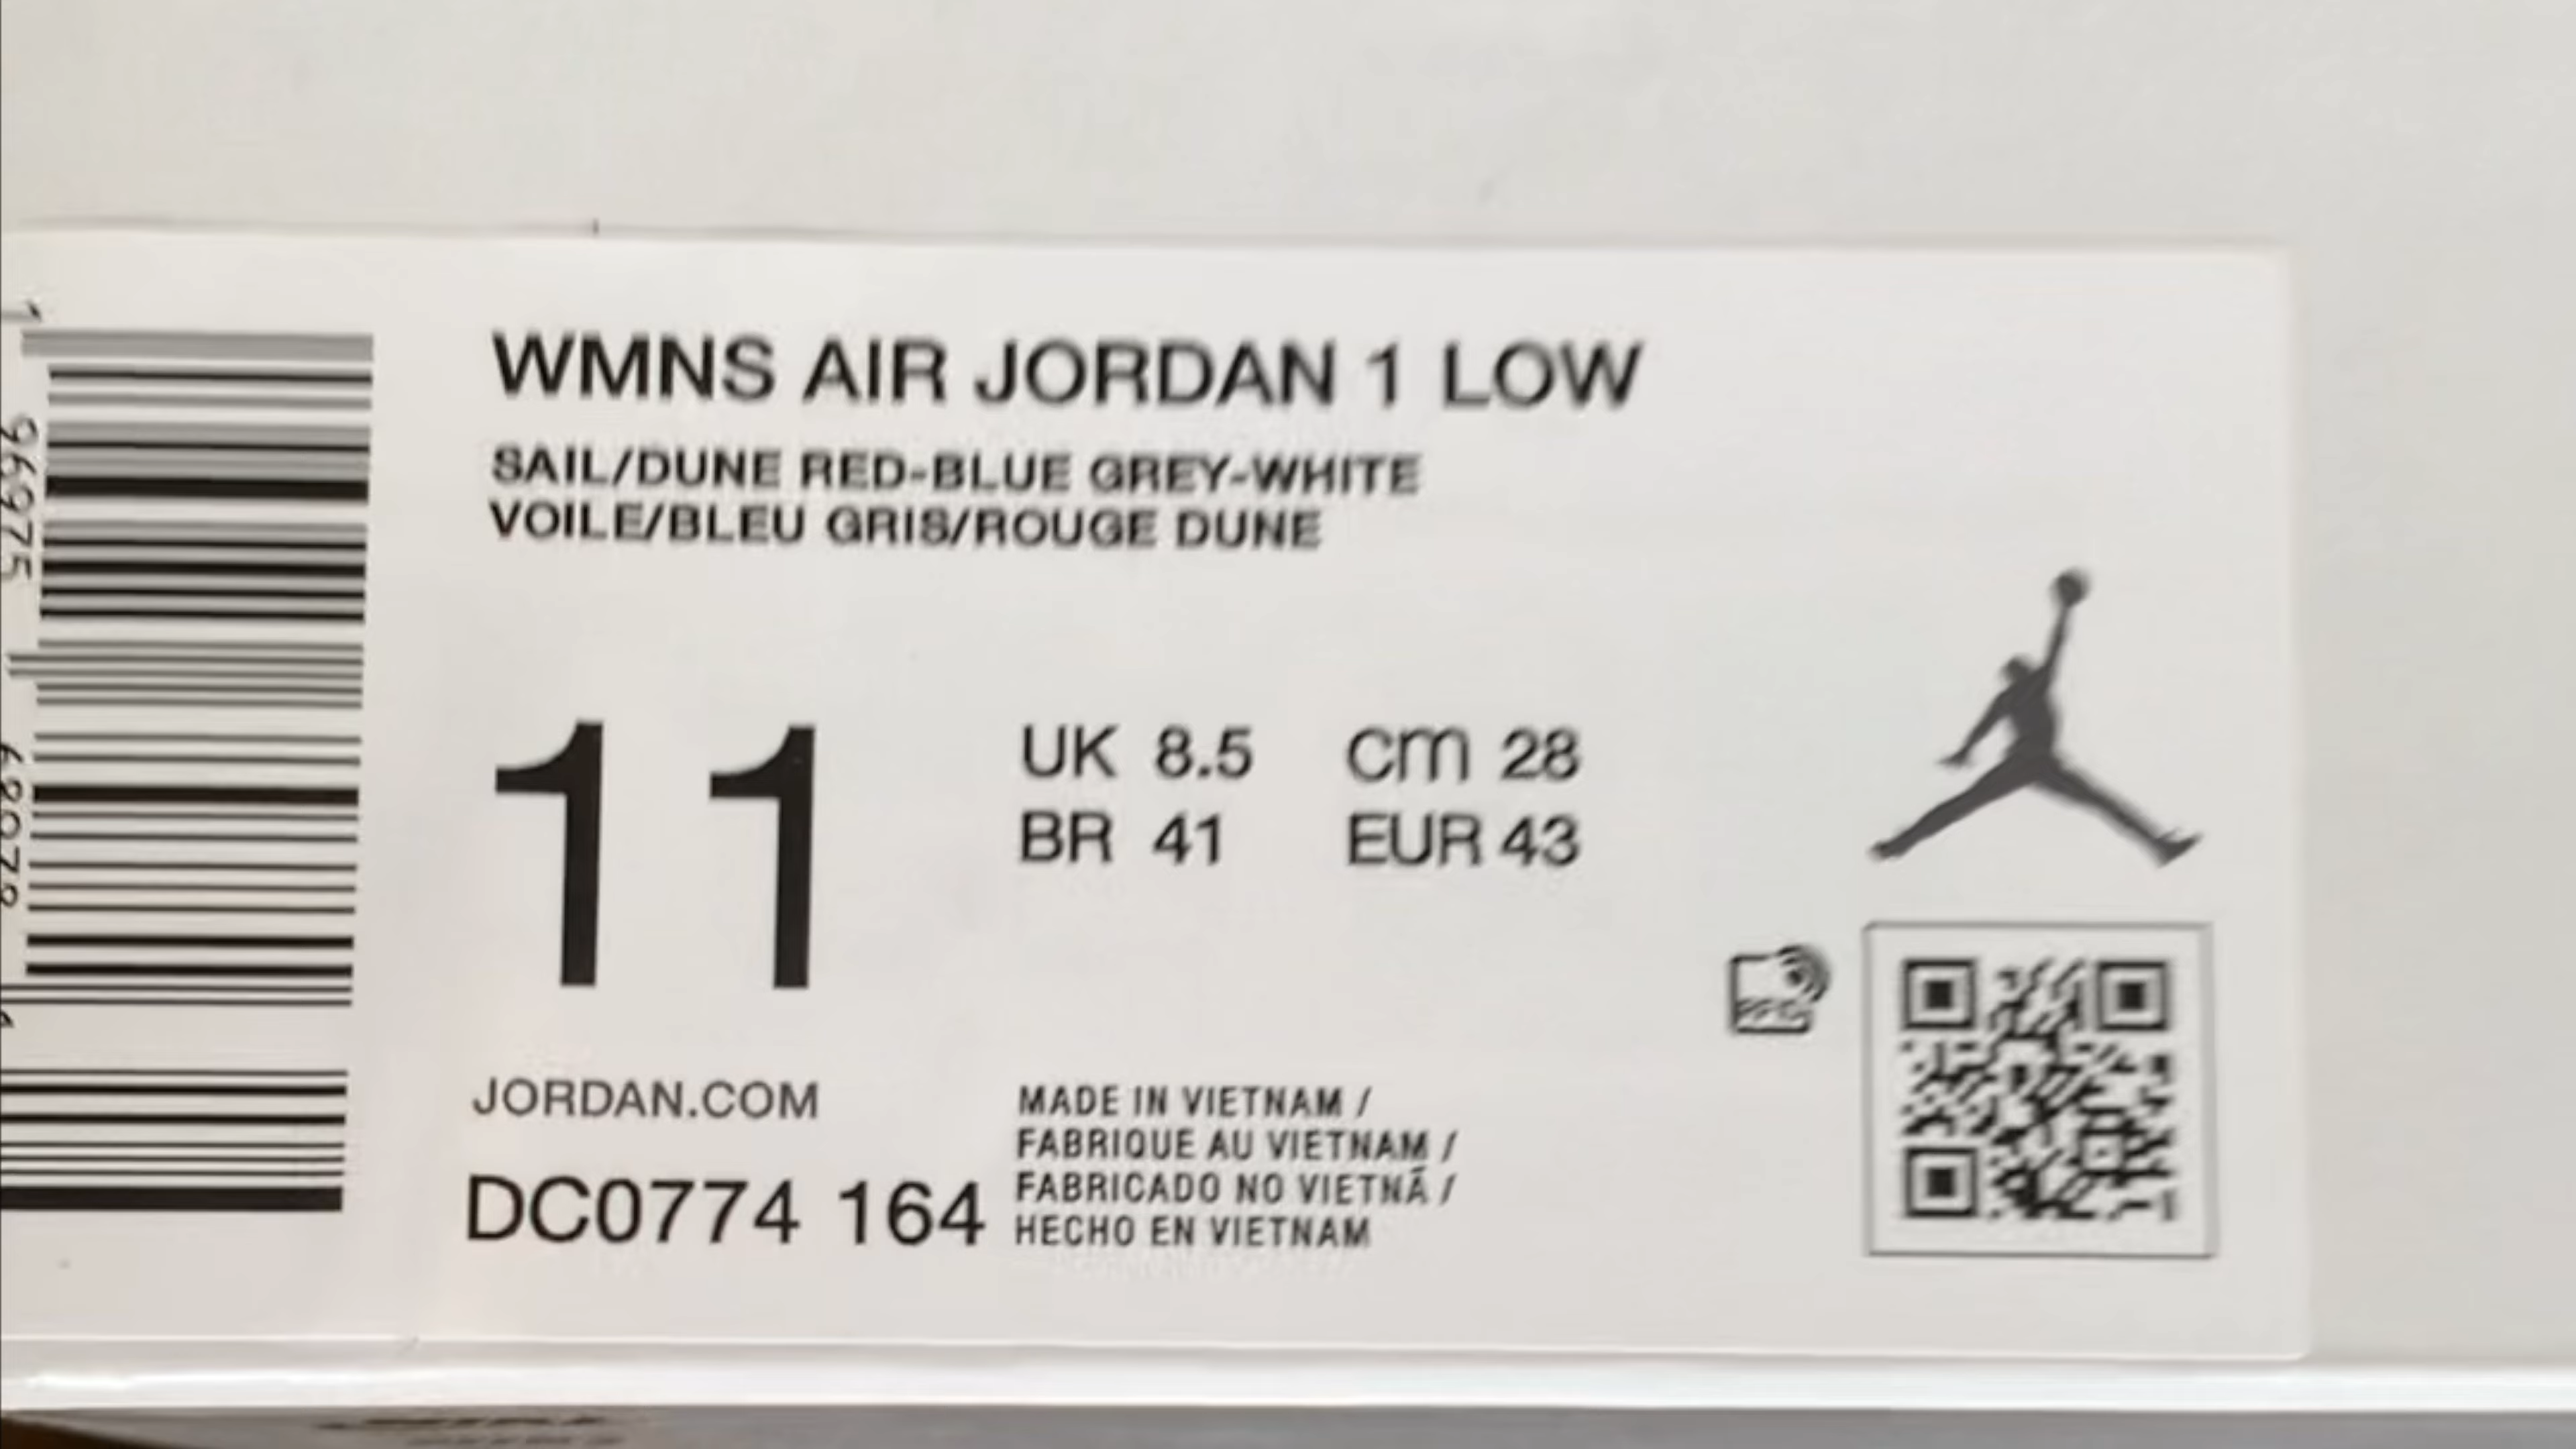 WMNS AIR JORDAN 1 LOW
SAIL/DUNE RED-BLUE GREY-WHITE
VOILE/BLEU GRIS/ROUGE DUNE
11
UK 8.5 cm 28
BR 41 EUR 43
JORDAN.COM
DC0774 164
MADE IN VIETNAM /
FABRIQUE AU VIETNAM /
FABRICADO NO VIETNÃ /
HECHO EN VIETNAM
96975